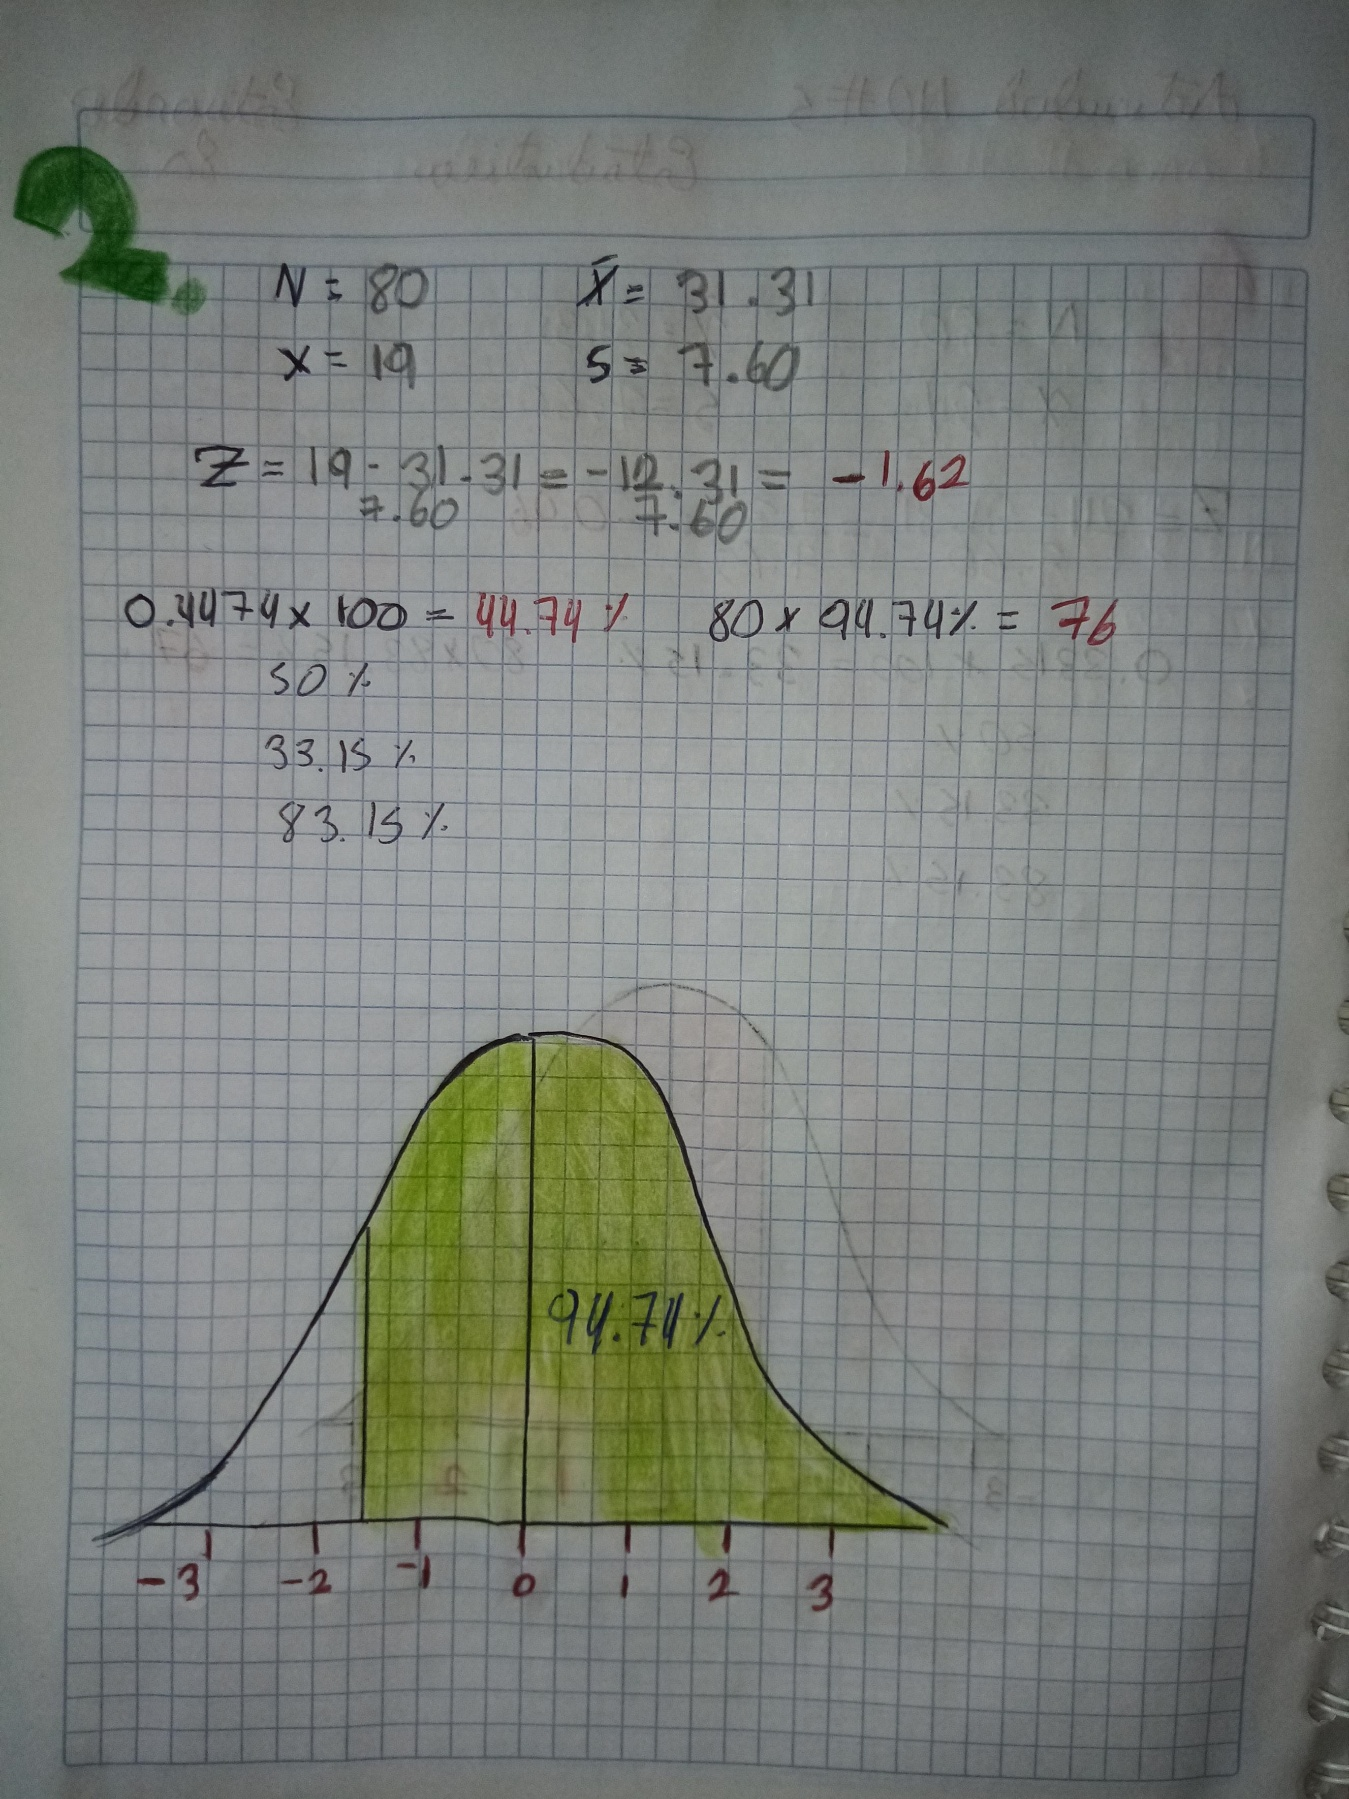 2.
N = 80 X̄ = 31.31
x = 19 S = 7.60
Z = 19 - 31.31 = -12.31 = -1.62
7.60 7.60
0.4474 x 100 = 44.74 % 80 x 94.74% = 76
50 %
33.15 %
83.15 %
94.74%
-3 -2 -1 0 1 2 3